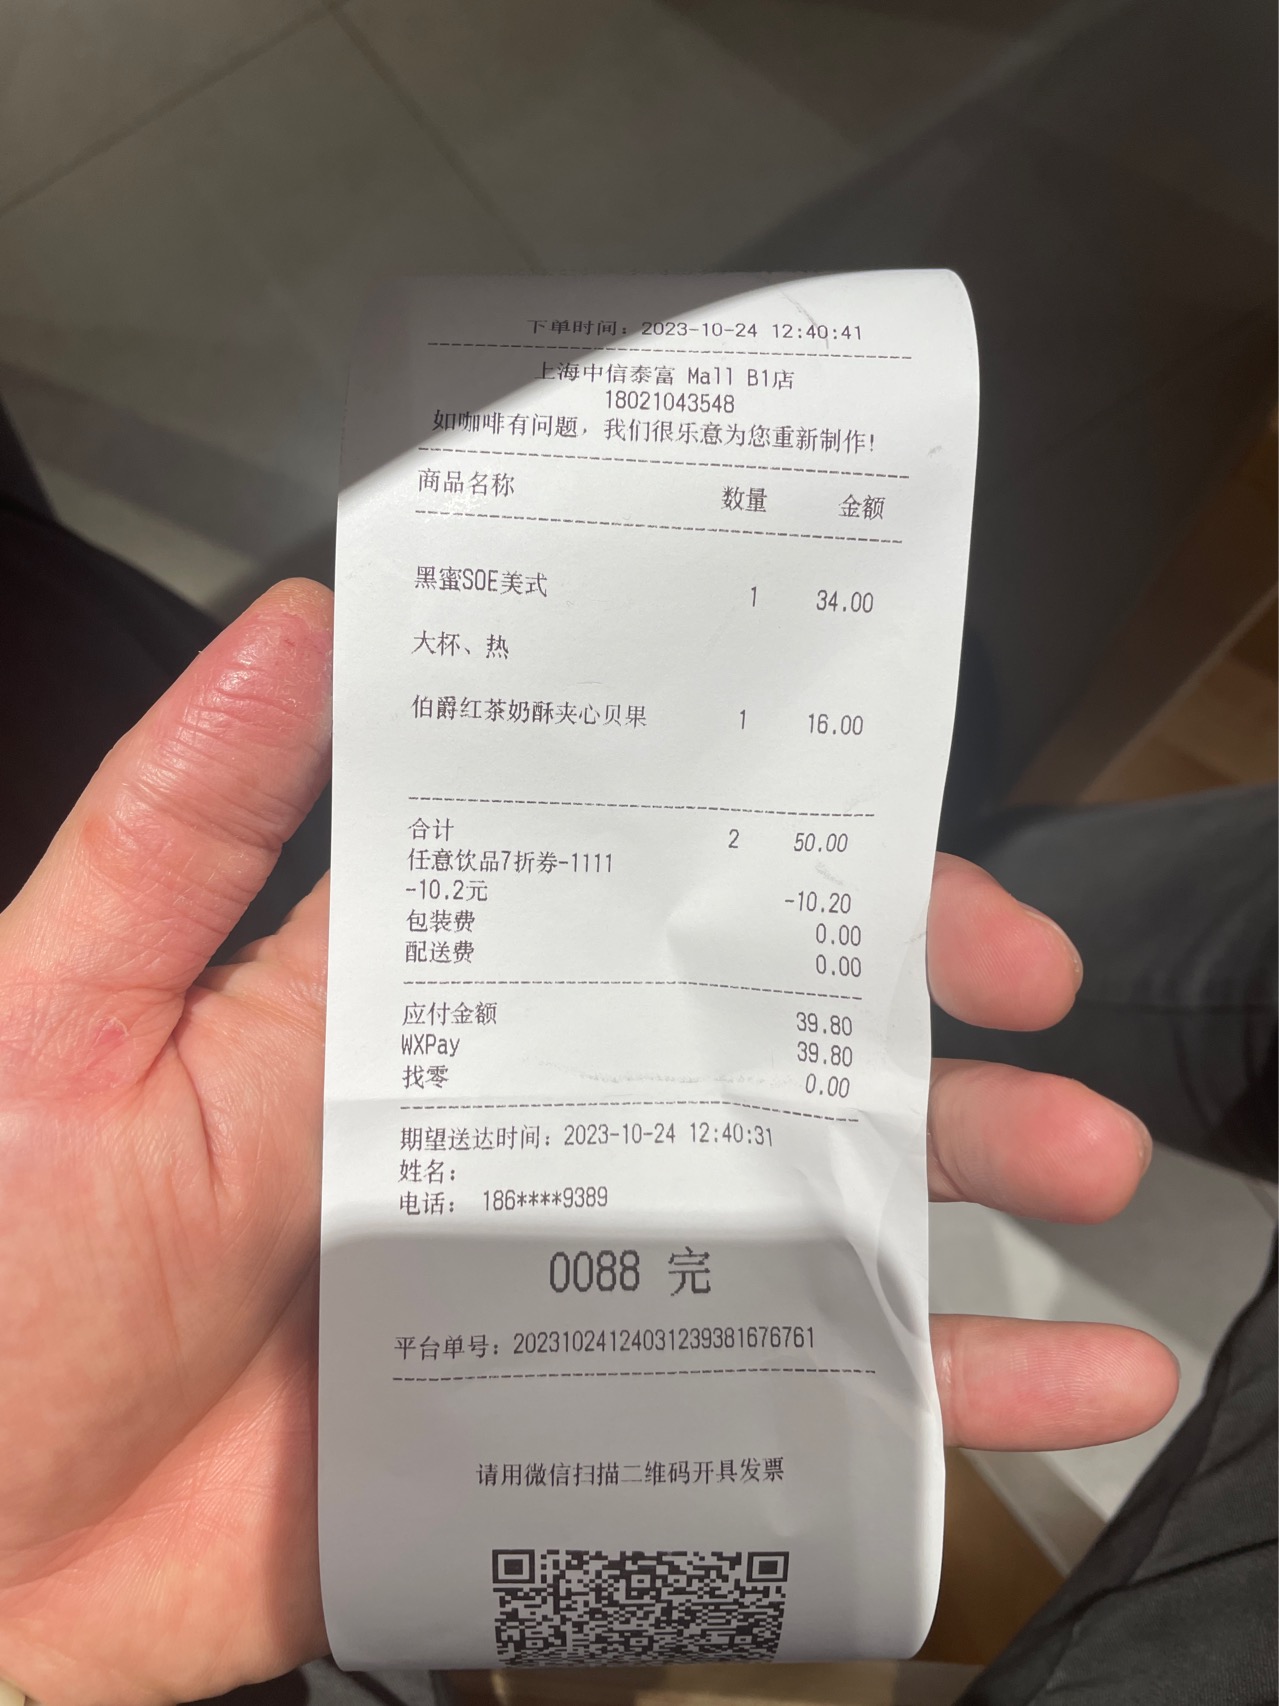 下单时间：2023-10-24 12:40:41
上海中信泰富 Mall B1店
18021043548
如咖啡有问题，我们很乐意为您重新制作!
商品名称 数量 金额
黑蜜SOE美式 1 34.00
大杯、热
伯爵红茶奶酥夹心贝果 1 16.00
合计 2 50.00
任意饮品7折券-1111
-10.2元 -10.20
包装费 0.00
配送费 0.00
应付金额 39.80
WXPay 39.80
找零 0.00
期望送达时间：2023-10-24 12:40:31
姓名：
电话： 186****9389
0088 完
平台单号：202310241240312393816767​61
请用微信扫描二维码开具发票